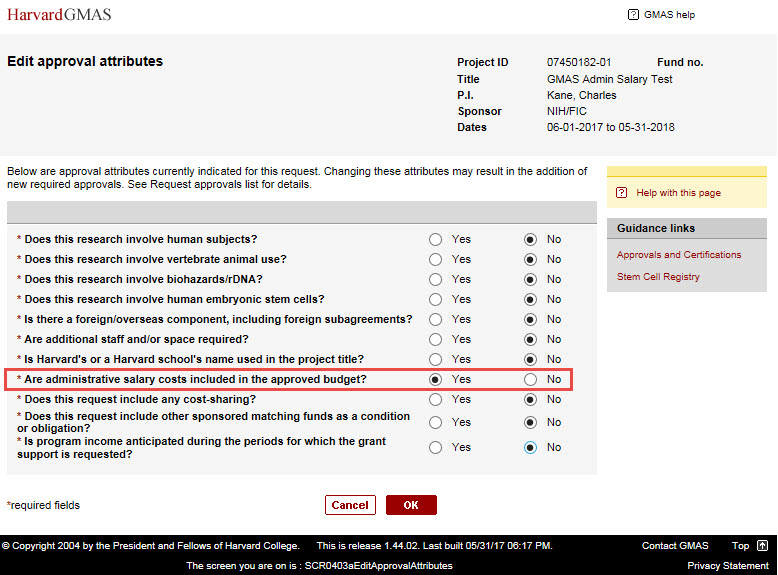 HarvardGMAS
? GMAS help
Edit approval attributes
Project ID 07450182-01 Fund no.
Title GMAS Admin Salary Test
P.I. Kane, Charles
Sponsor NIH/FIC
Dates 06-01-2017 to 05-31-2018
Below are approval attributes currently indicated for this request. Changing these attributes may result in the addition of
new required approvals. See Request approvals list for details.
? Help with this page
Guidance links
Approvals and Certifications
Stem Cell Registry
* Does this research involve human subjects? Yes No
* Does this research involve vertebrate animal use? Yes No
* Does this research involve biohazards/rDNA? Yes No
* Does this research involve human embryonic stem cells? Yes No
* Is there a foreign/overseas component, including foreign subagreements? Yes No
* Are additional staff and/or space required? Yes No
* Is Harvard's or a Harvard school's name used in the project title? Yes No
* Are administrative salary costs included in the approved budget? Yes No
* Does this request include any cost-sharing? Yes No
* Does this request include other sponsored matching funds as a condition
or obligation? Yes No
* Is program income anticipated during the periods for which the grant
support is requested? Yes No
*required fields
Cancel OK
© Copyright 2004 by the President and Fellows of Harvard College. This is release 1.44.02. Last built 05/31/17 06:17 PM. Contact GMAS Top
The screen you are on is : SCR0403aEditApprovalAttributes Privacy Statement